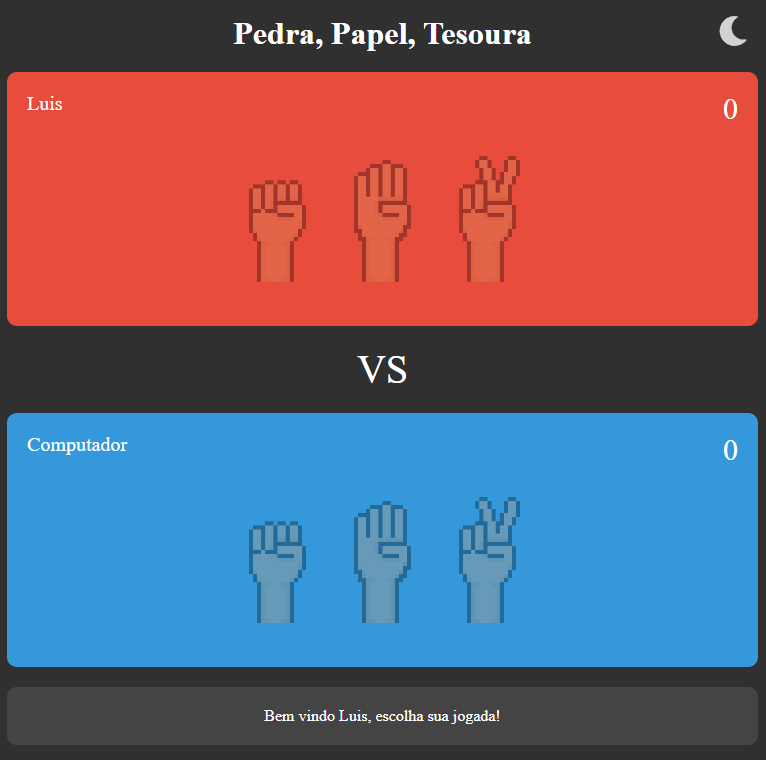 Pedra, Papel, Tesoura
Luis
0
VS
Computador
0
Bem vindo Luis, escolha sua jogada!